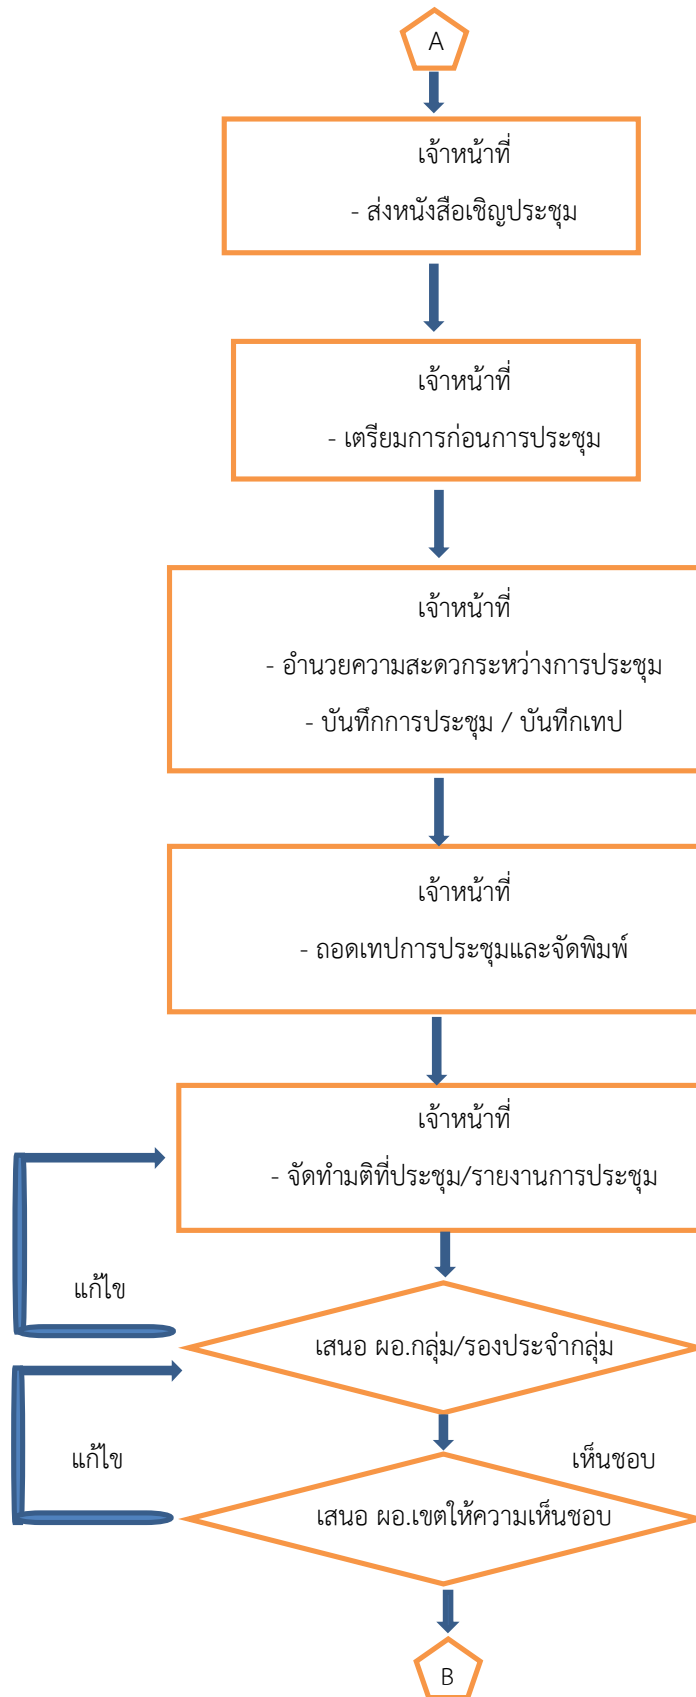 A
เจ้าหน้าที่
- ส่งหนังสือเชิญประชุม
เจ้าหน้าที่
- เตรียมการก่อนการประชุม
เจ้าหน้าที่
- อำนวยความสะดวกระหว่างการประชุม
- บันทึกการประชุม / บันทีกเทป
เจ้าหน้าที่
- ถอดเทปการประชุมและจัดพิมพ์
เจ้าหน้าที่
- จัดทำมติที่ประชุม/รายงานการประชุม
แก้ไข
เสนอ ผอ.กลุ่ม/รองประจำกลุ่ม
แก้ไข
เห็นชอบ
เสนอ ผอ.เขตให้ความเห็นชอบ
B